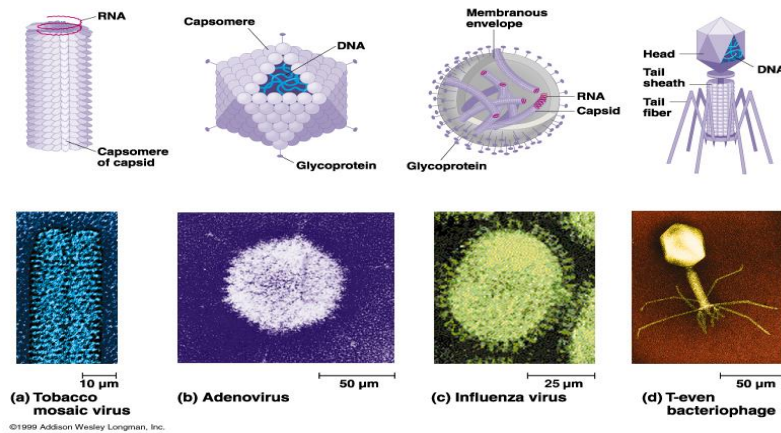 RNA
Capsomere
of capsid
Capsomere
DNA
Glycoprotein
Membranous
envelope
RNA
Capsid
Glycoprotein
Head
DNA
Tail
sheath
Tail
fiber
10 µm
50 µm
25 µm
50 µm
(a) Tobacco
mosaic virus
(b) Adenovirus
(c) Influenza virus
(d) T-even
bacteriophage
©1999 Addison Wesley Longman, Inc.